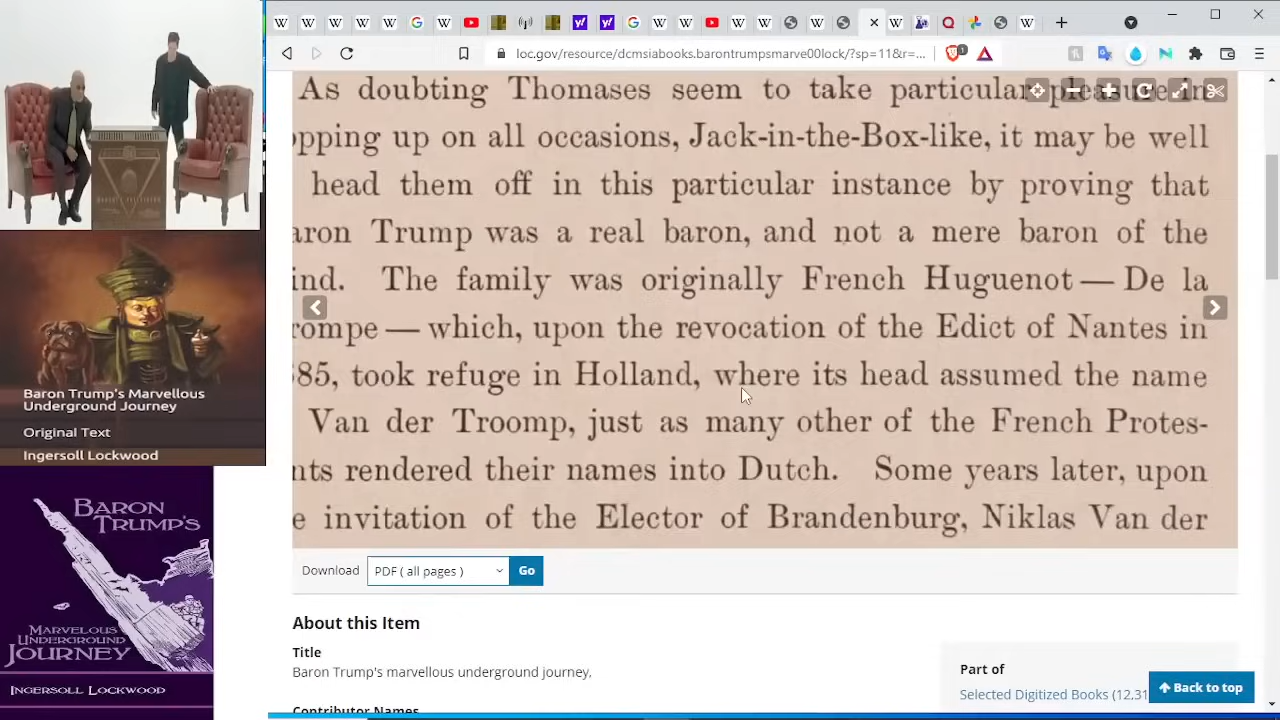 loc.gov/resource/dcmsiabooks.barontrumpsmarve00lock/?sp=11&r=...
1
As doubting Thomases seem to take particular pleasure in
pping up on all occasions, Jack-in-the-Box-like, it may be well
head them off in this particular instance by proving that
aron Trump was a real baron, and not a mere baron of the
ind. The family was originally French Huguenot — De la
rompe — which, upon the revocation of the Edict of Nantes in
85, took refuge in Holland, where its head assumed the name
Van der Troomp, just as many other of the French Protes-
nts rendered their names into Dutch. Some years later, upon
e invitation of the Elector of Brandenburg, Niklas Van der
Download
PDF ( all pages )
Go
About this Item
Title
Baron Trump's marvellous underground journey,
Contributor Names
Part of
Selected Digitized Books (12,31
Back to top
Baron Trump's Marvellous
Underground Journey
Original Text
Ingersoll Lockwood
BARON
TRUMP'S
MARVELOUS
UNDERGROUND
JOURNEY
INGERSOLL LOCKWOOD